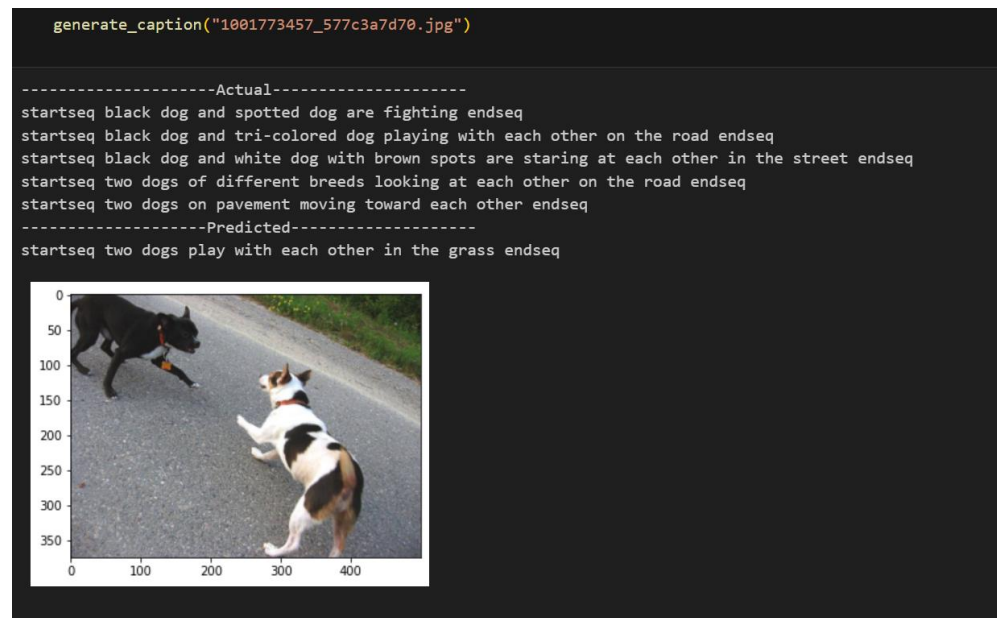 generate_caption("1001773457_577c3a7d70.jpg")
---------------------Actual---------------------
startseq black dog and spotted dog are fighting endseq
startseq black dog and tri-colored dog playing with each other on the road endseq
startseq black dog and white dog with brown spots are staring at each other in the street endseq
startseq two dogs of different breeds looking at each other on the road endseq
startseq two dogs on pavement moving toward each other endseq
--------------------Predicted--------------------
startseq two dogs play with each other in the grass endseq
0
50
100
150
200
250
300
350
0 100 200 300 400